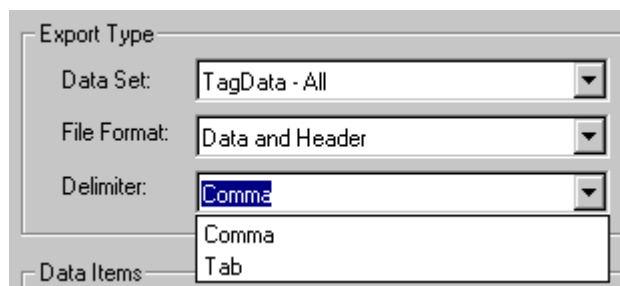 Export Type
Data Set: TagData - All
File Format: Data and Header
Delimiter: Comma
Comma
Tab
Data Items